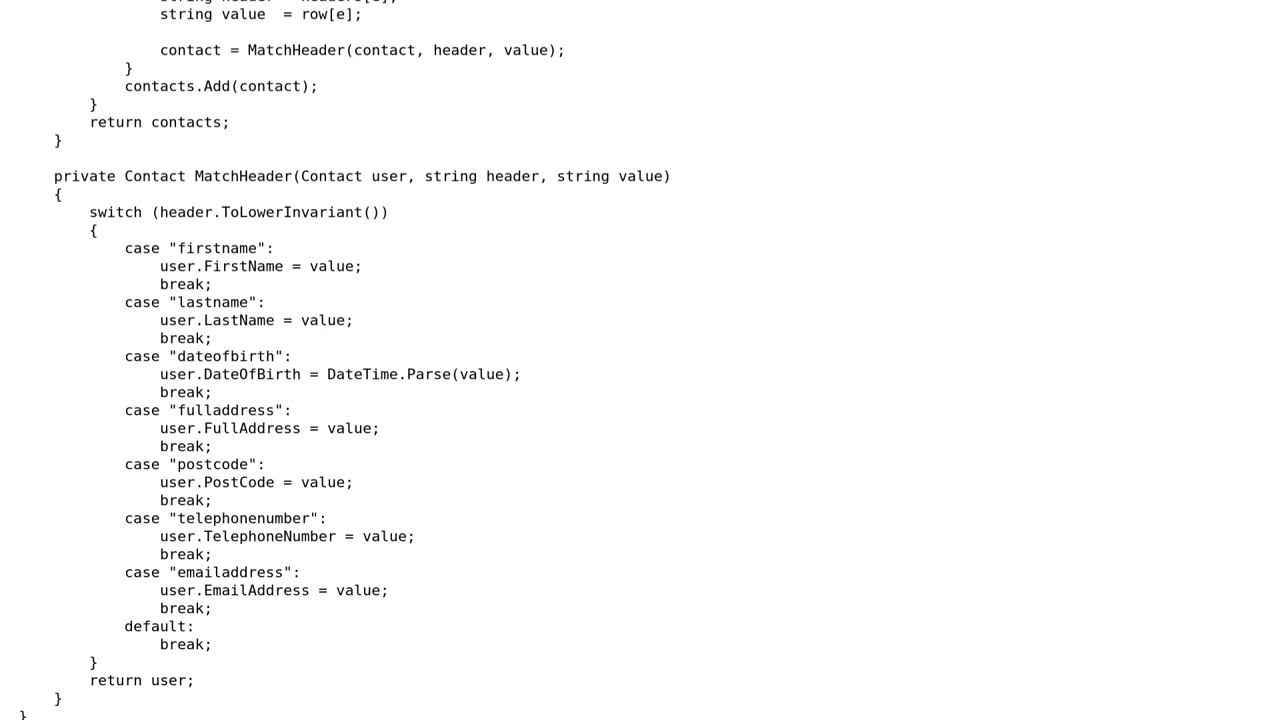 string value  = row[e];

                contact = MatchHeader(contact, header, value);
            }
            contacts.Add(contact);
        }
        return contacts;
    }

    private Contact MatchHeader(Contact user, string header, string value)
    {
        switch (header.ToLowerInvariant())
        {
            case "firstname":
                user.FirstName = value;
                break;
            case "lastname":
                user.LastName = value;
                break;
            case "dateofbirth":
                user.DateOfBirth = DateTime.Parse(value);
                break;
            case "fulladdress":
                user.FullAddress = value;
                break;
            case "postcode":
                user.PostCode = value;
                break;
            case "telephonenumber":
                user.TelephoneNumber = value;
                break;
            case "emailaddress":
                user.EmailAddress = value;
                break;
            default:
                break;
        }
        return user;
    }
}